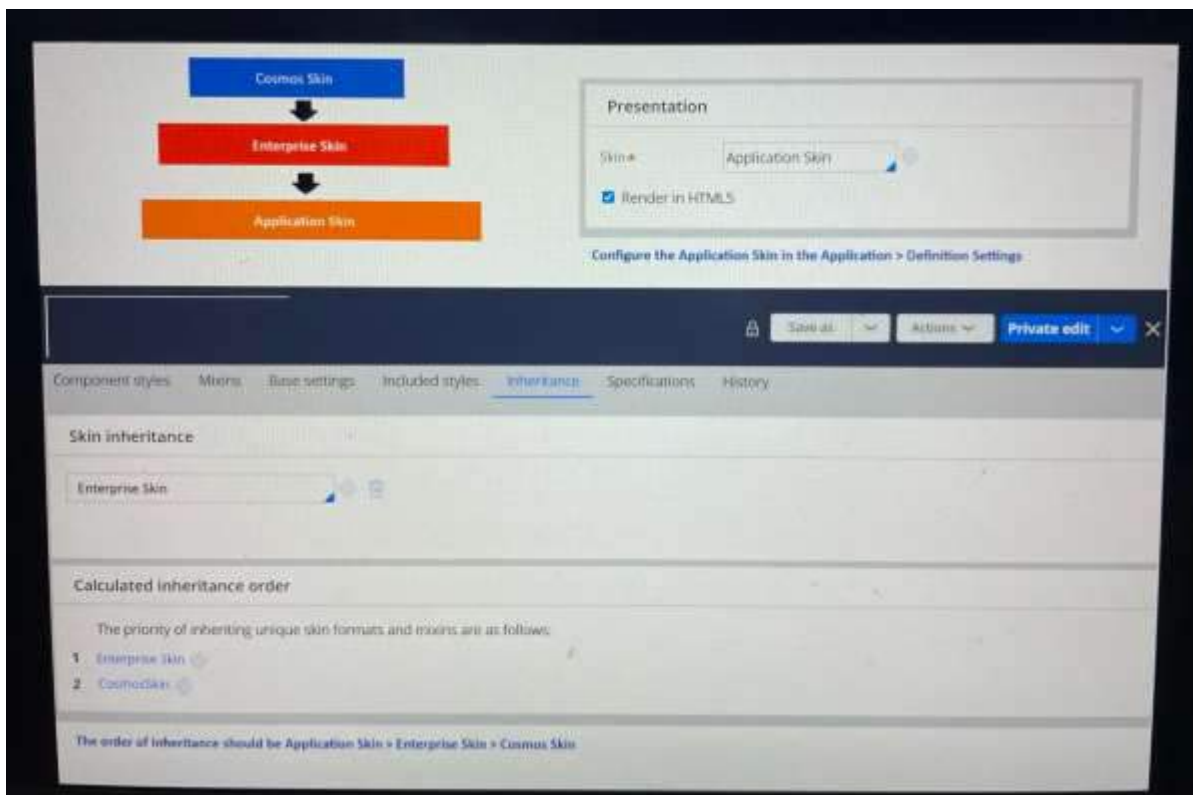 Cosmos Skin
Enterprise Skin
Application Skin
Presentation
Skin*
Application Skin
Render in HTML5
Configure the Application Skin in the Application > Definition Settings
Save as
Actions
Private edit
Component styles
Mixins
Base settings
Included styles
Inheritance
Specifications
History
Skin inheritance
Enterprise Skin
Calculated inheritance order
The priority of inheriting unique skin formats and mixins are as follows:
1 Enterprise Skin
2 CosmosSkin
The order of inheritance should be Application Skin > Enterprise Skin > Cosmos Skin